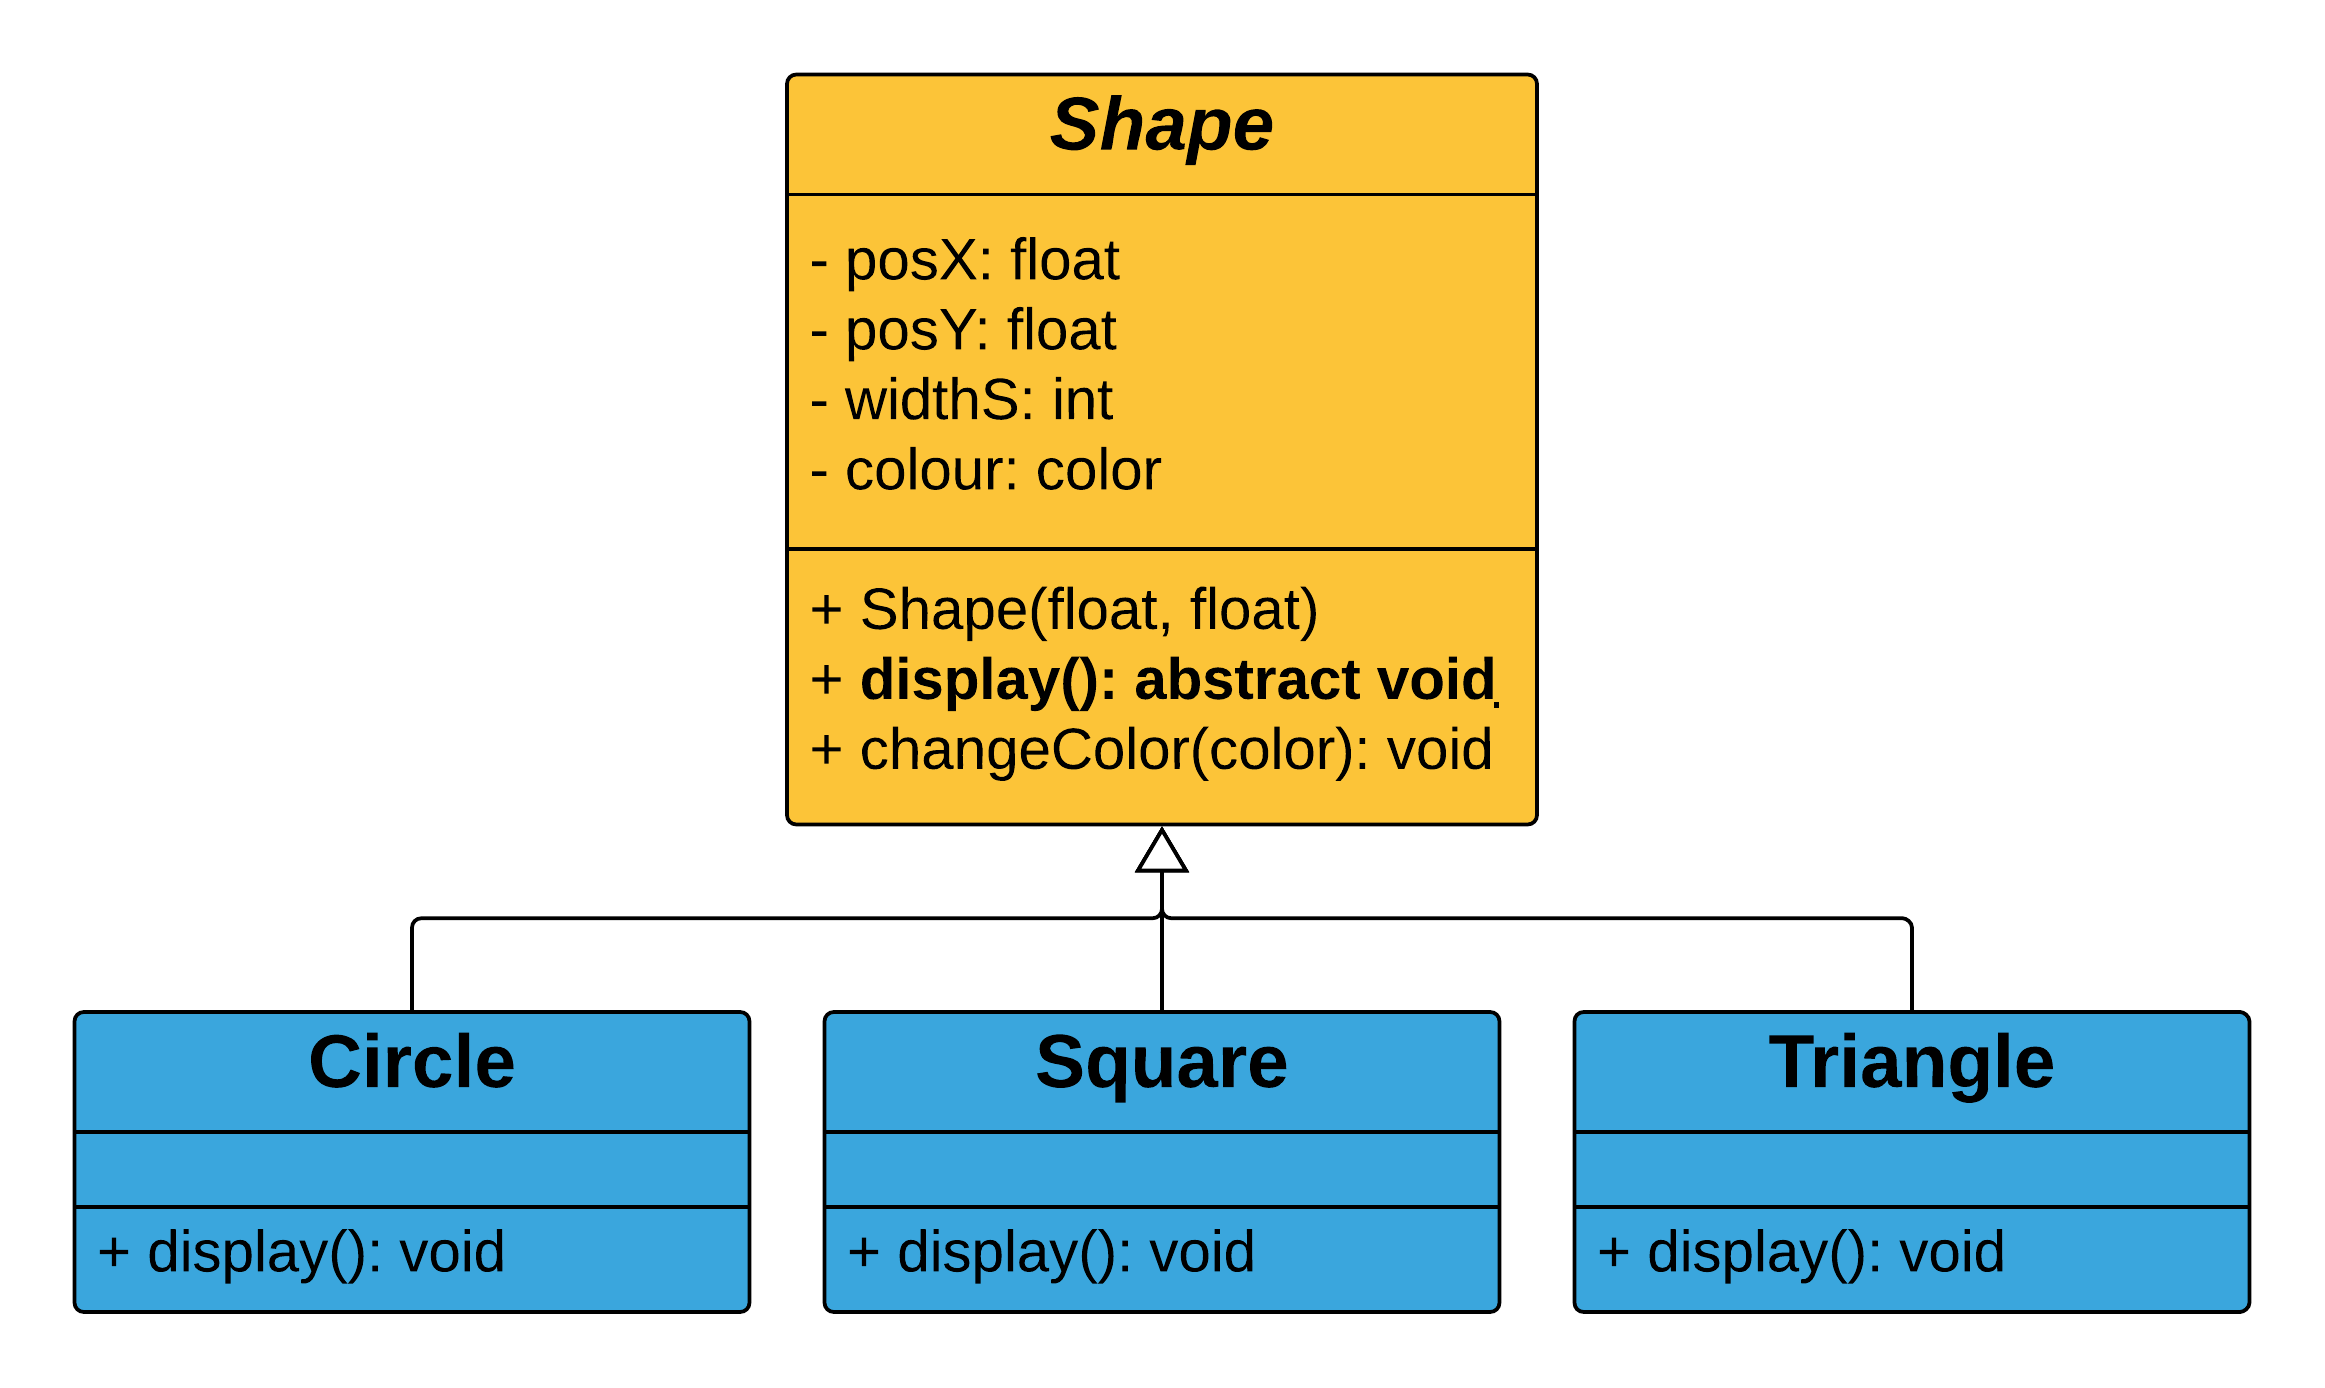 Shape
- posX: float
- posY: float
- widthS: int
- colour: color
+ Shape(float, float)
+ display(): abstract void
+ changeColor(color): void
Circle
+ display(): void
Square
+ display(): void
Triangle
+ display(): void